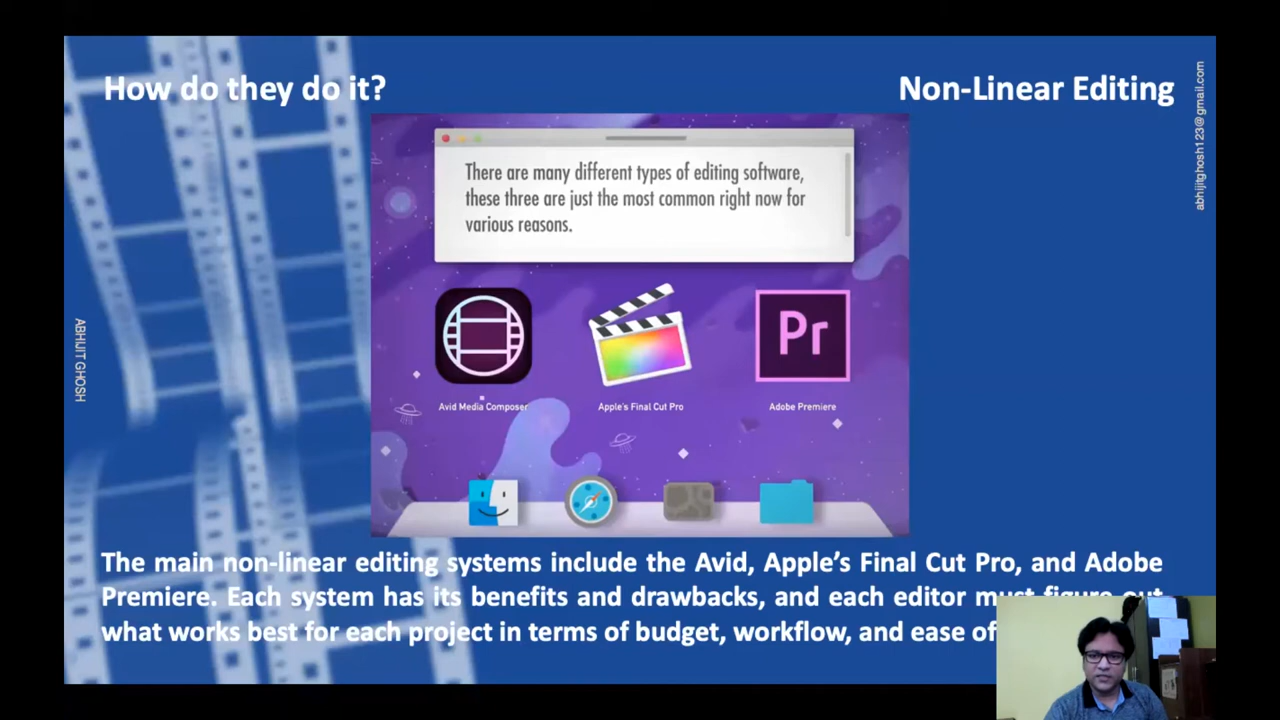 How do they do it?
Non-Linear Editing
abhijitghosh123@gmail.com
There are many different types of editing software,
these three are just the most common right now for
various reasons.
Pr
Avid Media Composer
Apple's Final Cut Pro
Adobe Premiere
ABHIJIT GHOSH
The main non-linear editing systems include the Avid, Apple's Final Cut Pro, and Adobe
Premiere. Each system has its benefits and drawbacks, and each editor must figure out
what works best for each project in terms of budget, workflow, and ease of